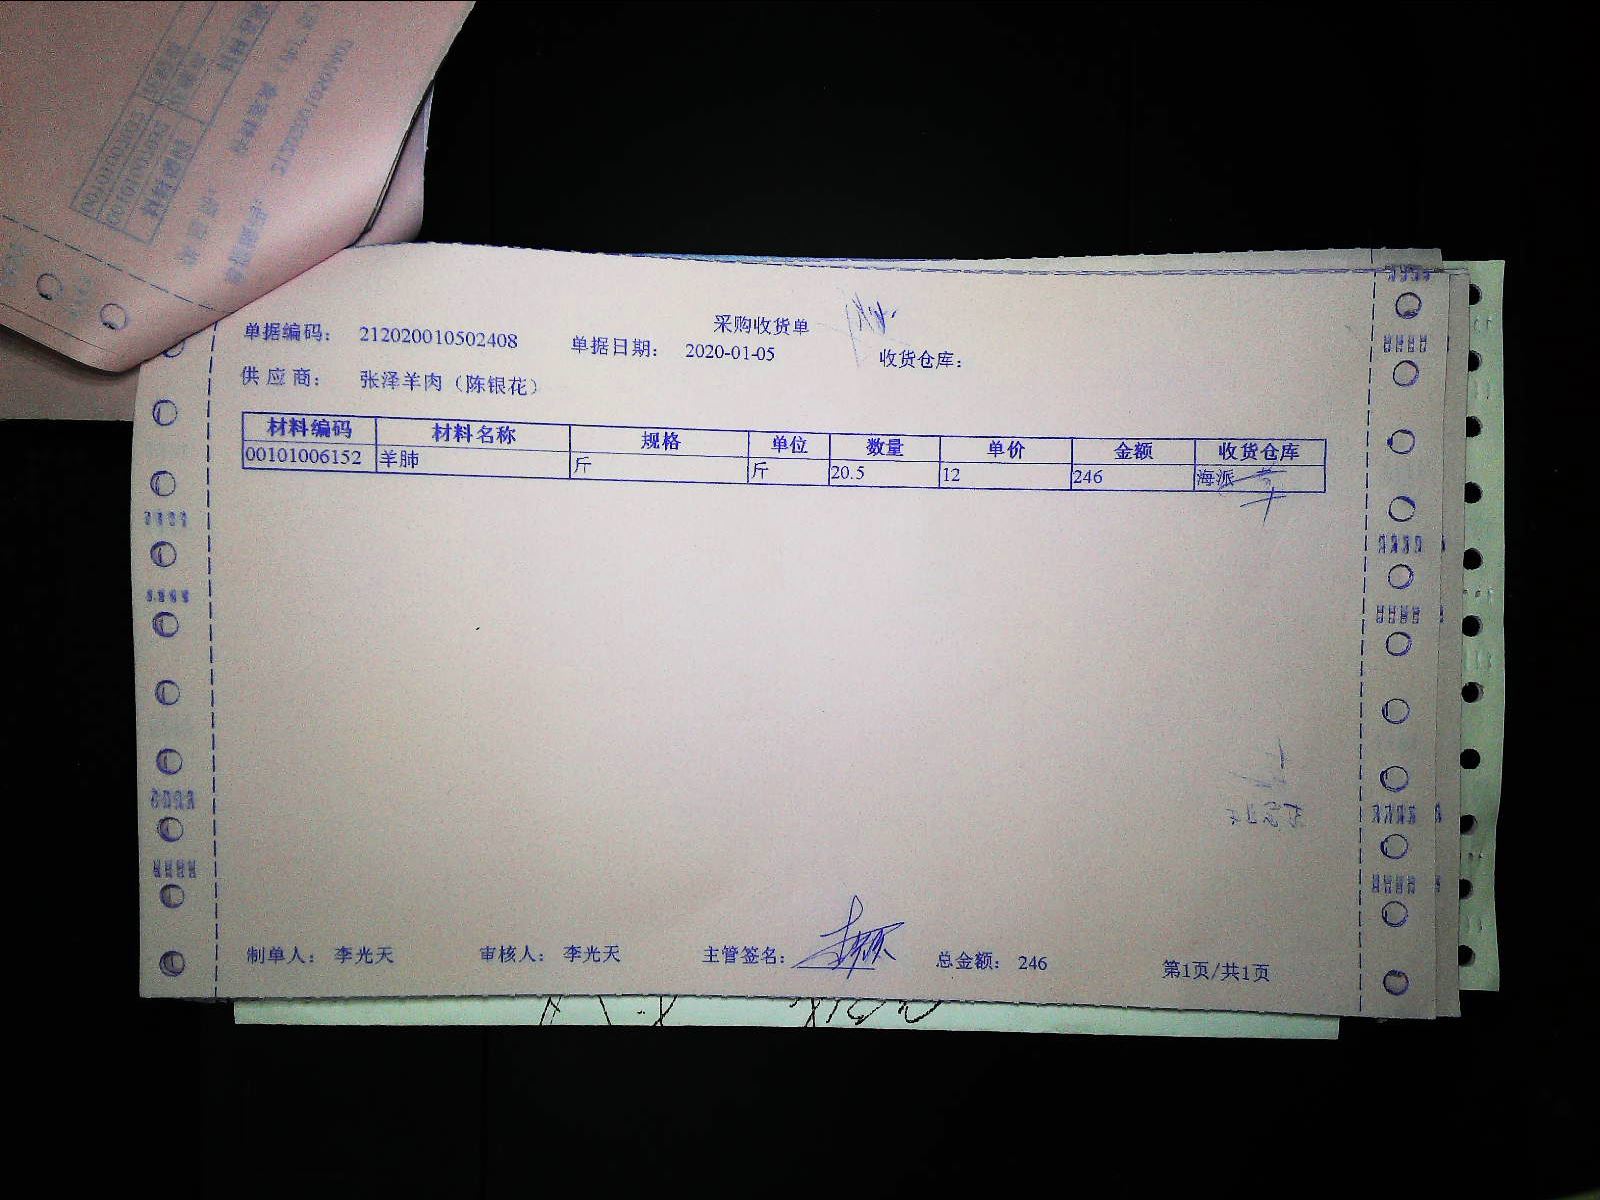 采购收货单
单据编码： 212020010502408 单据日期： 2020-01-05 收货仓库：
供应商： 张泽羊肉（陈银花）
材料编码 材料名称 规格 单位 数量 单价 金额 收货仓库
00101006152 羊肺 斤 斤 20.5 12 246 海派
制单人： 李光天 审核人： 李光天 主管签名： 总金额： 246 第1页/共1页